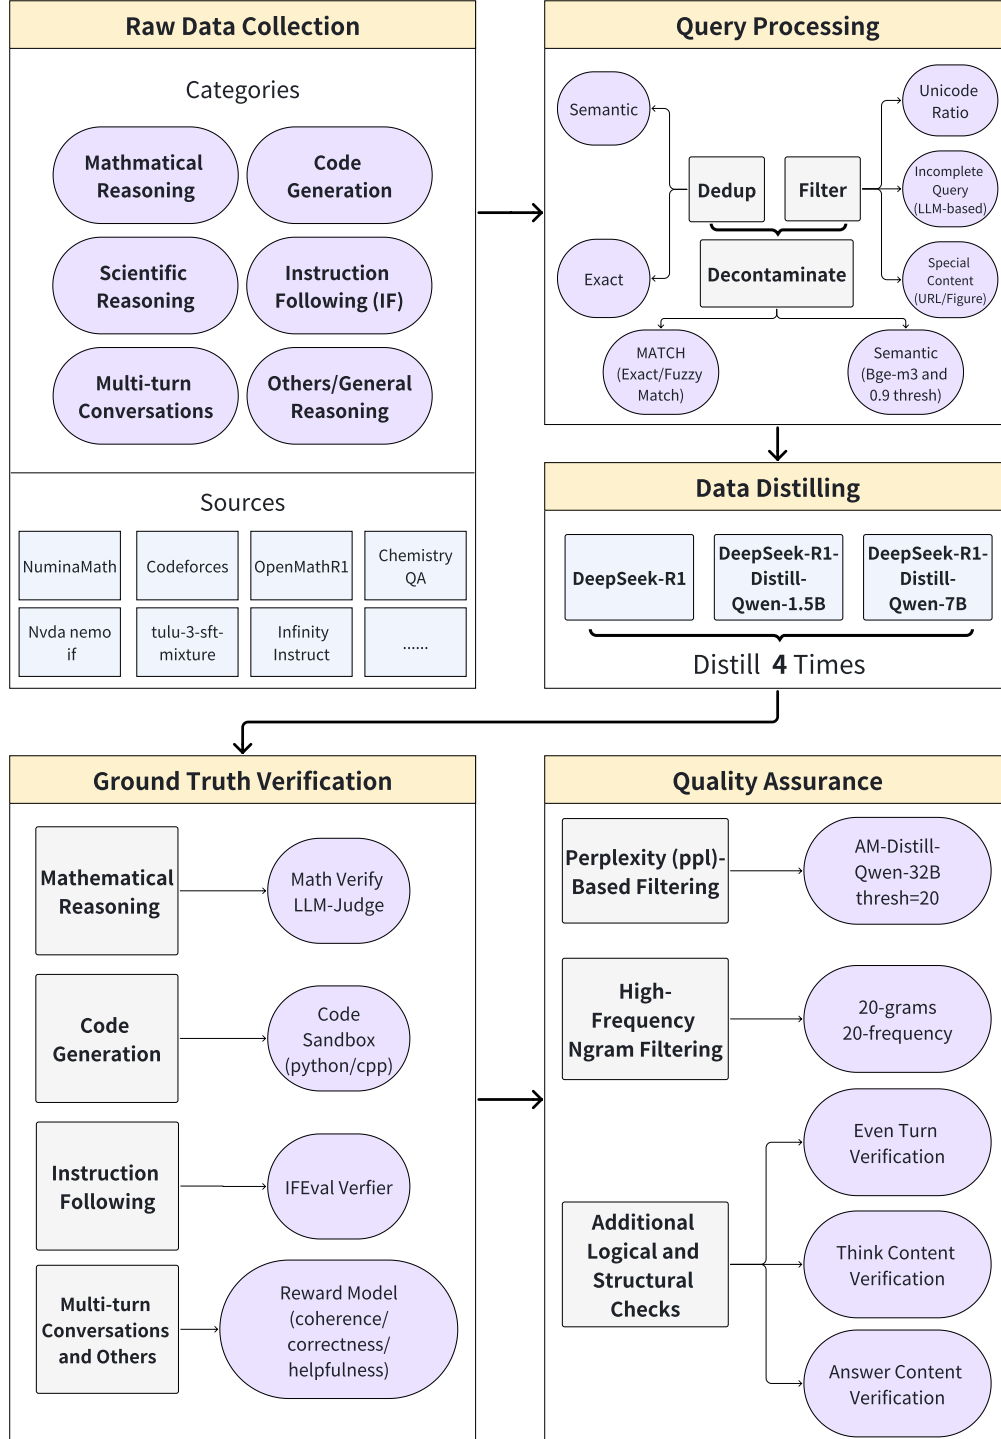 Raw Data Collection
Categories
Mathmatical
Reasoning
Code
Generation
Scientific
Reasoning
Instruction
Following (IF)
Multi-turn
Conversations
Others/General
Reasoning
Sources
NuminaMath
Codeforces
OpenMathR1
Chemistry
QA
Nvda nemo
if
tulu-3-sft-
mixture
Infinity
Instruct
......
Query Processing
Semantic
Exact
Dedup
Filter
Unicode
Ratio
Incomplete
Query
(LLM-based)
Special
Content
(URL/Figure)
Decontaminate
MATCH
(Exact/Fuzzy
Match)
Semantic
(Bge-m3 and
0.9 thresh)
Data Distilling
DeepSeek-R1
DeepSeek-R1-
Distill-
Qwen-1.5B
DeepSeek-R1-
Distill-
Qwen-7B
Distill 4 Times
Ground Truth Verification
Mathematical
Reasoning
Math Verify
LLM-Judge
Code
Generation
Code
Sandbox
(python/cpp)
Instruction
Following
IFEval Verfier
Multi-turn
Conversations
and Others
Reward Model
(coherence/
correctness/
helpfulness)
Quality Assurance
Perplexity (ppl)-
Based Filtering
AM-Distill-
Qwen-32B
thresh=20
High-
Frequency
Ngram Filtering
20-grams
20-frequency
Additional
Logical and
Structural
Checks
Even Turn
Verification
Think Content
Verification
Answer Content
Verification